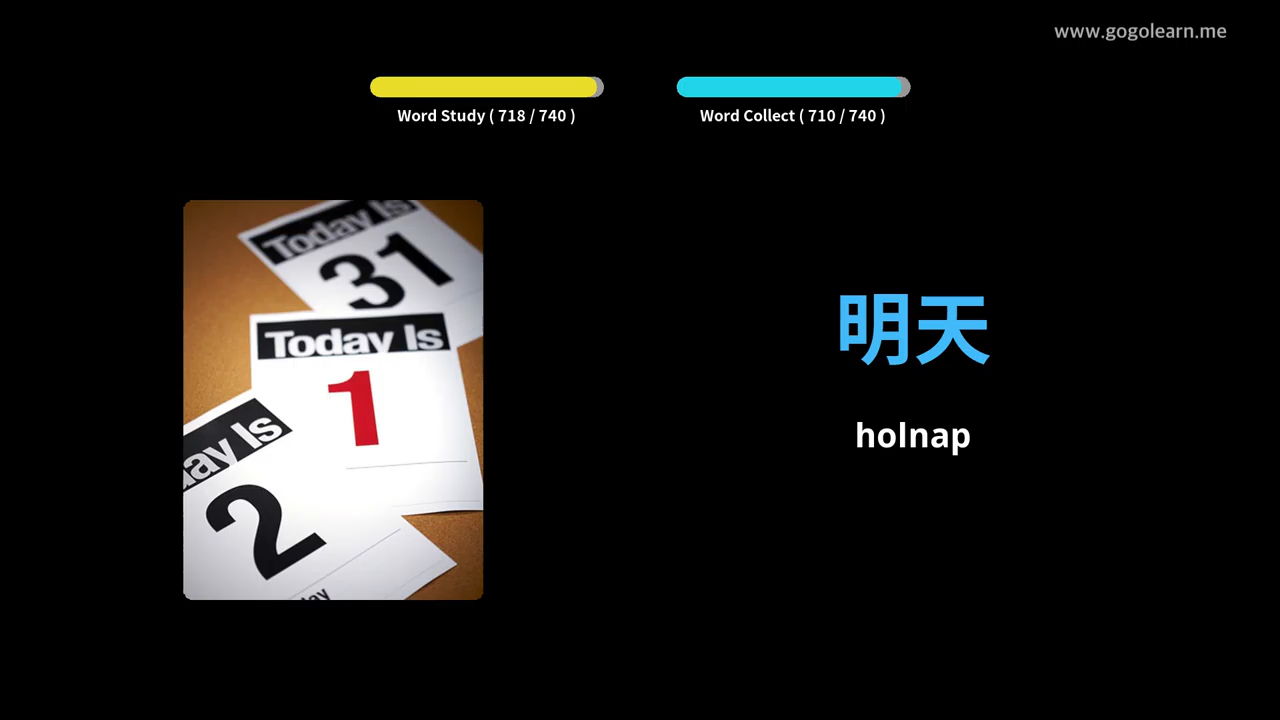 www.gogolearn.me
Word Study ( 718 / 740 )
Word Collect ( 710 / 740 )
Today Is
31
Today Is
1
ay Is
2
明天
holnap